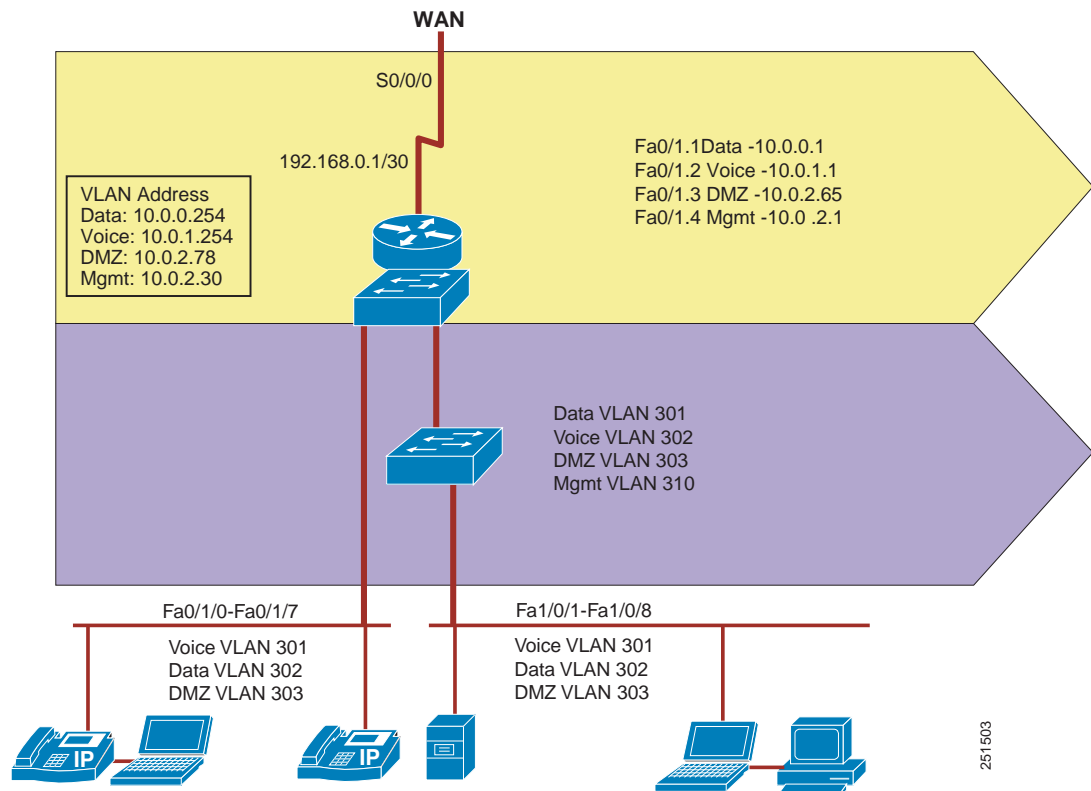 WAN
S0/0/0
192.168.0.1/30
Fa0/1.1Data -10.0.0.1
Fa0/1.2 Voice -10.0.1.1
Fa0/1.3 DMZ -10.0.2.65
Fa0/1.4 Mgmt -10.0 .2.1
VLAN Address
Data: 10.0.0.254
Voice: 10.0.1.254
DMZ: 10.0.2.78
Mgmt: 10.0.2.30
Data VLAN 301
Voice VLAN 302
DMZ VLAN 303
Mgmt VLAN 310
Fa0/1/0-Fa0/1/7
Voice VLAN 301
Data VLAN 302
DMZ VLAN 303
Fa1/0/1-Fa1/0/8
Voice VLAN 301
Data VLAN 302
DMZ VLAN 303
IP
IP
251503